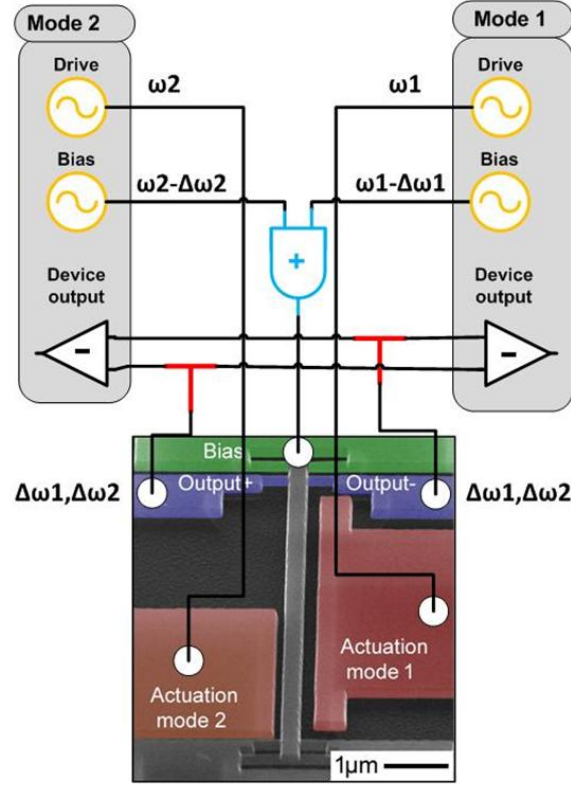 Mode 2
Mode 1
Drive
ω2
ω1
Drive
Bias
ω2-Δω2
ω1-Δω1
Bias
+
Device
output
Device
output
-
-
Bias
Output+
Output-
Δω1,Δω2
Δω1,Δω2
Actuation
mode 1
Actuation
mode 2
1μm